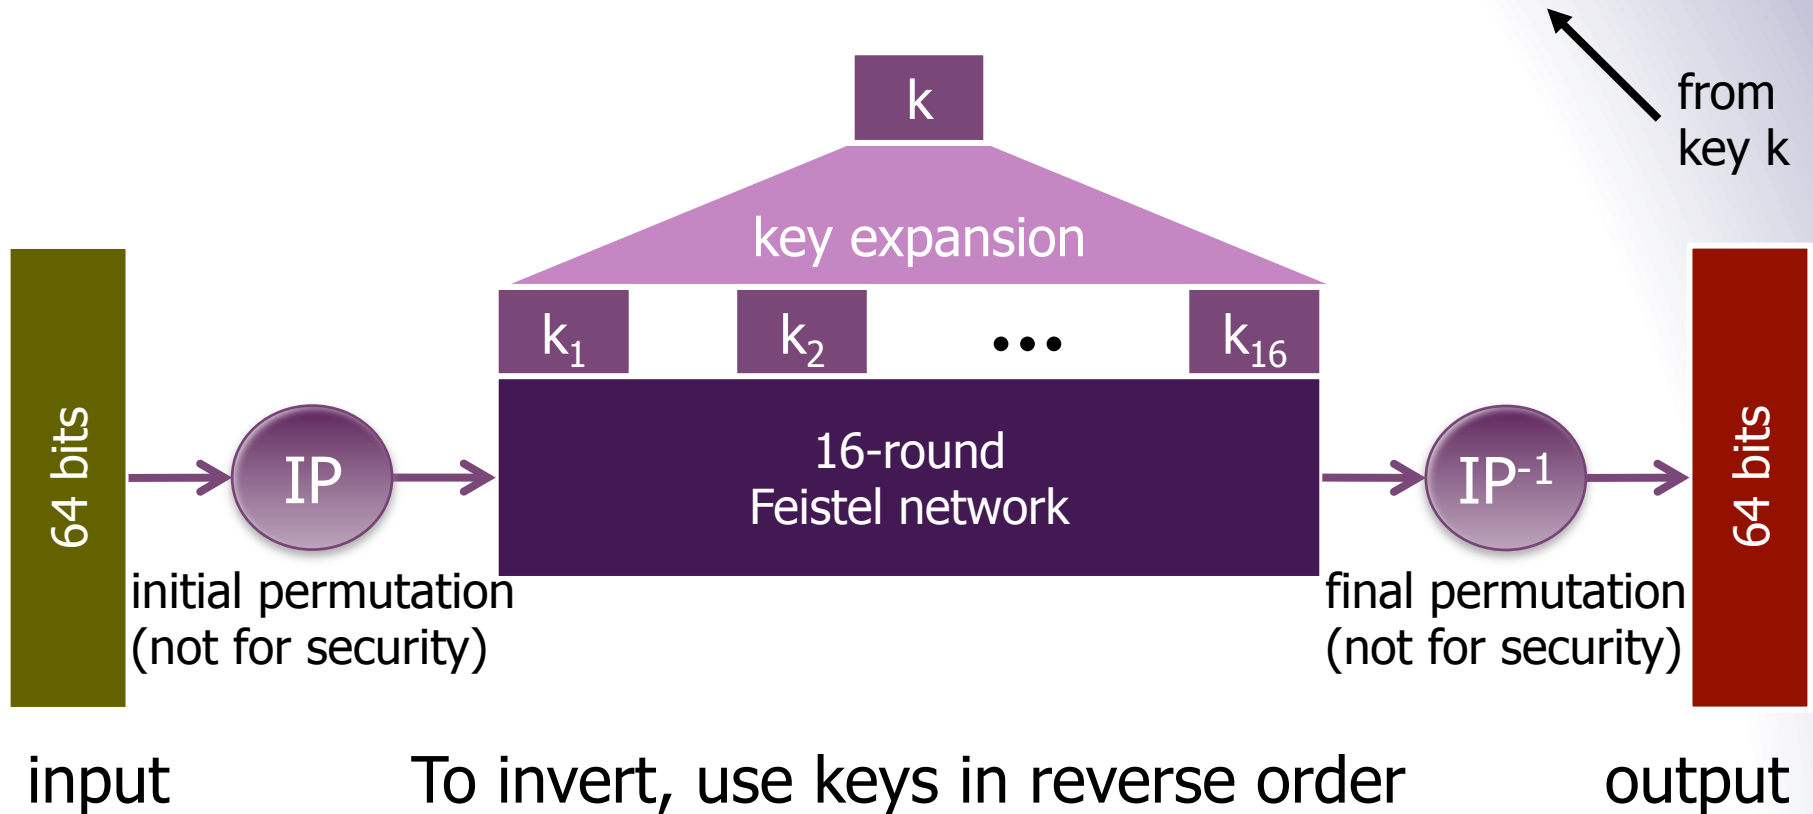 from
key k
k
key expansion
k₁ k₂ ... k₁₆
64 bits
IP
16-round
Feistel network
IP⁻¹
64 bits
initial permutation
(not for security)
final permutation
(not for security)
input
To invert, use keys in reverse order
output